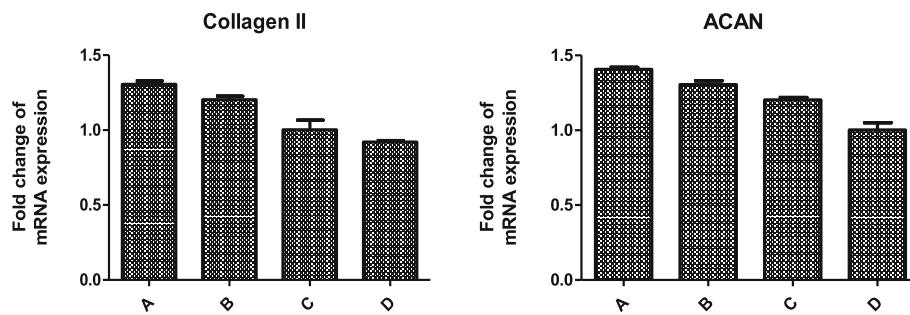 Collagen II
Fold change of
mRNA expression
1.5
1.0
0.5
0.0
A
B
C
D
ACAN
Fold change of
mRNA expression
1.5
1.0
0.5
0.0
A
B
C
D